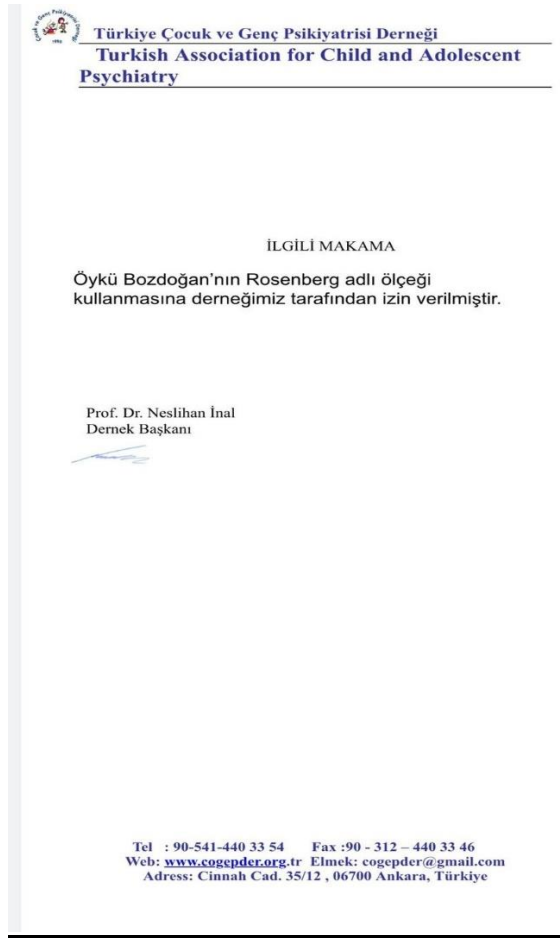 Türkiye Çocuk ve Genç Psikiyatrisi Derneği
Turkish Association for Child and Adolescent
Psychiatry
İLGİLİ MAKAMA
Öykü Bozdoğan’nın Rosenberg adlı ölçeği
kullanmasına derneğimiz tarafından izin verilmiştir.
Prof. Dr. Neslihan İnal
Dernek Başkanı
Tel : 90-541-440 33 54 Fax :90 - 312 – 440 33 46
Web: www.cogepder.org.tr Elmek: cogepder@gmail.com
Adress: Cinnah Cad. 35/12 , 06700 Ankara, Türkiye